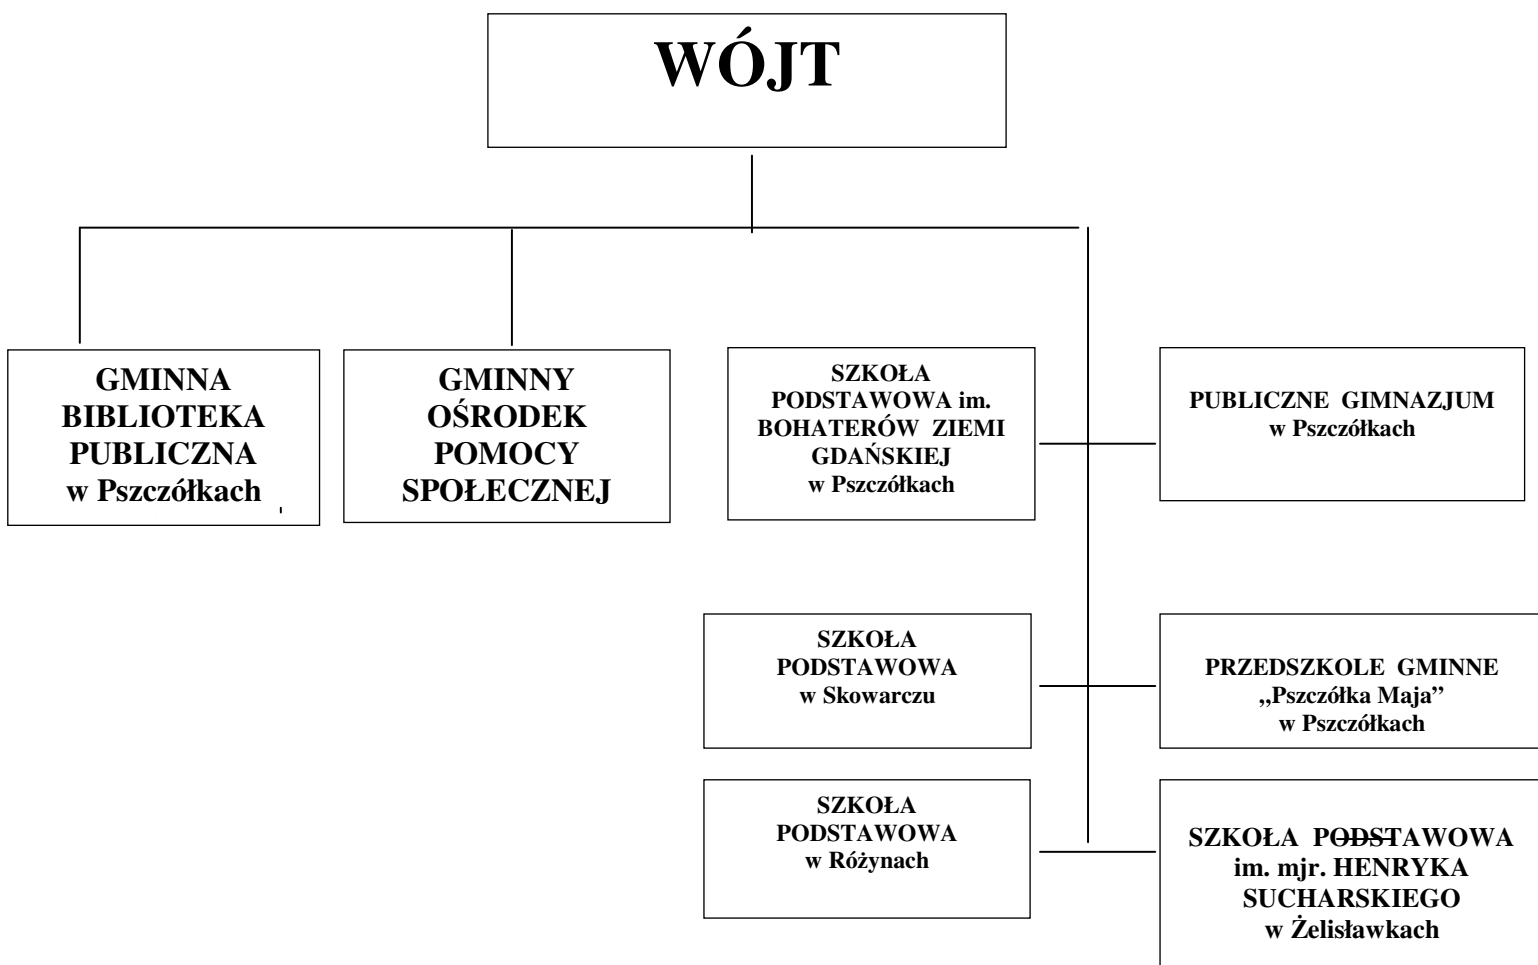 WÓJT
GMINNA
BIBLIOTEKA
PUBLICZNA
w Pszczółkach
GMINNY
OŚRODEK
POMOCY
SPOŁECZNEJ
SZKOŁA
PODSTAWOWA im.
BOHATERÓW ZIEMI
GDAŃSKIEJ
w Pszczółkach
PUBLICZNE GIMNAZJUM
w Pszczółkach
SZKOŁA
PODSTAWOWA
w Skowarczu
PRZEDSZKOLE GMINNE
„Pszczółka Maja”
w Pszczółkach
SZKOŁA
PODSTAWOWA
w Różynach
SZKOŁA PODSTAWOWA
im. mjr. HENRYKA
SUCHARSKIEGO
w Żelisławkach